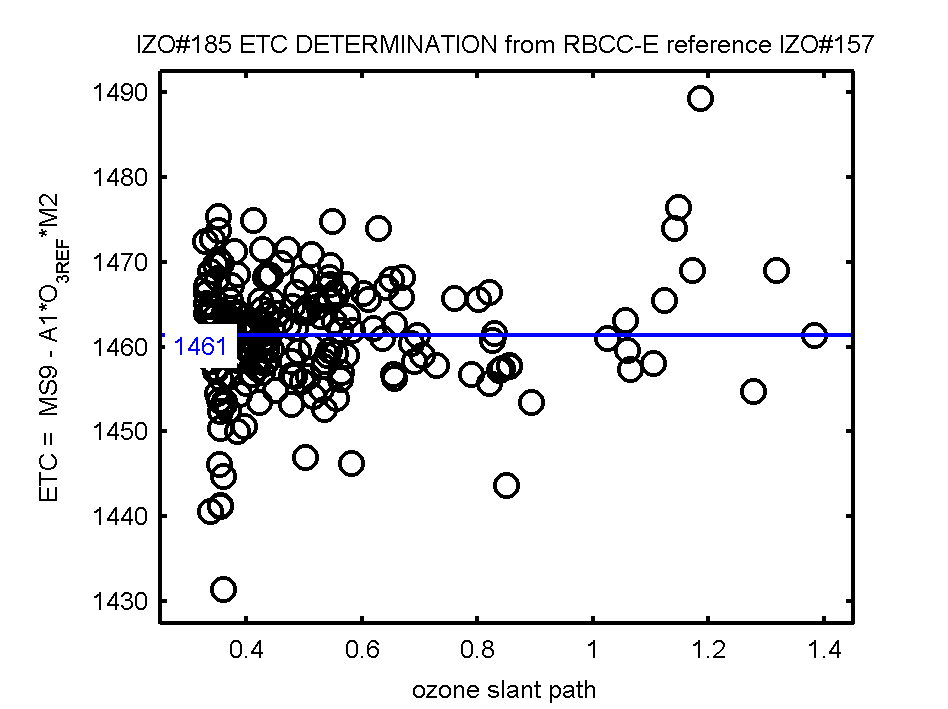 IZO#185 ETC DETERMINATION from RBCC-E reference IZO#157
ETC = MS9 - A1*O3REF*M2
1490
1480
1470
1460
1450
1440
1430
1461
0.4 0.6 0.8 1 1.2 1.4
ozone slant path